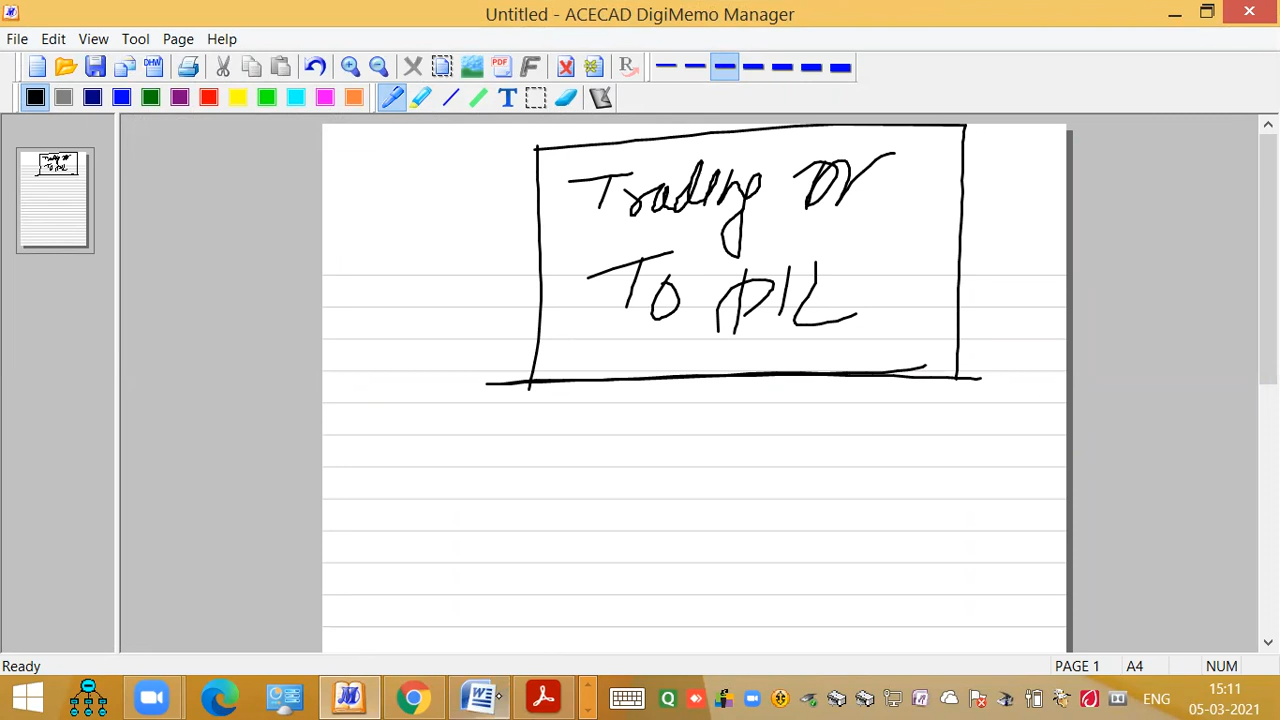 Untitled - ACECAD DigiMemo Manager
File Edit View Tool Page Help
PDF
T
Trading Dr
To P/L
Ready
PAGE 1 A4 NUM
ENG
15:11
05-03-2021